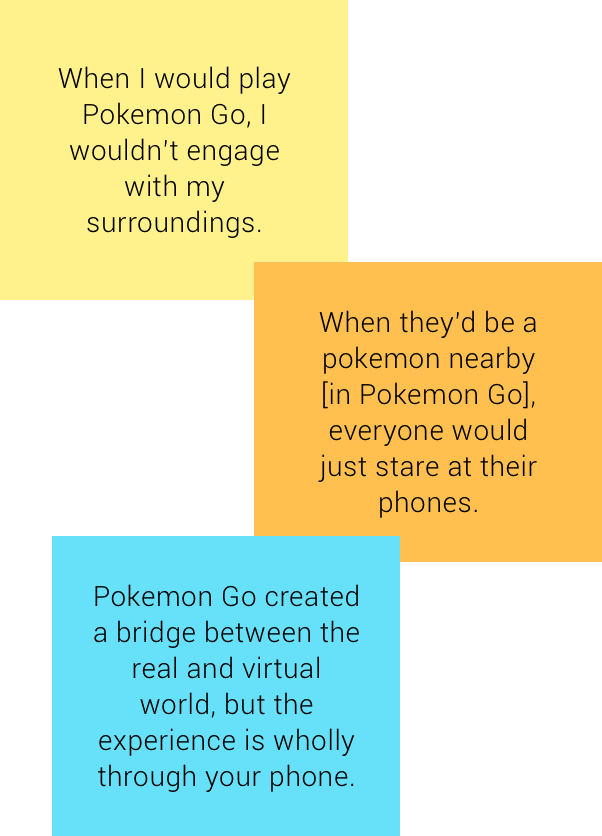 When I would play
Pokemon Go, I
wouldn't engage
with my
surroundings.
When they'd be a
pokemon nearby
[in Pokemon Go],
everyone would
just stare at their
phones.
Pokemon Go created
a bridge between the
real and virtual
world, but the
experience is wholly
through your phone.